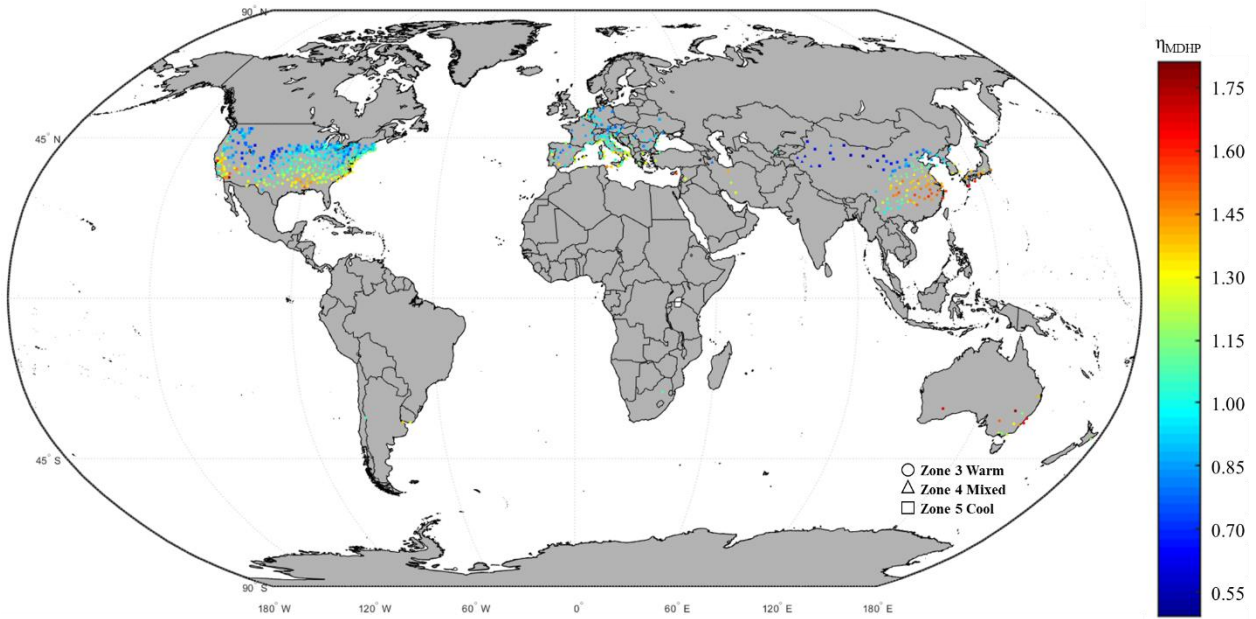 90° N
η_MDHP
1.75
1.60
45° N
1.45
1.30
1.15
1.00
45° S
Zone 3 Warm
0.85
Zone 4 Mixed
Zone 5 Cool
0.70
90° S
0.55
180° W 120° W 60° W 0° 60° E 120° E 180° E